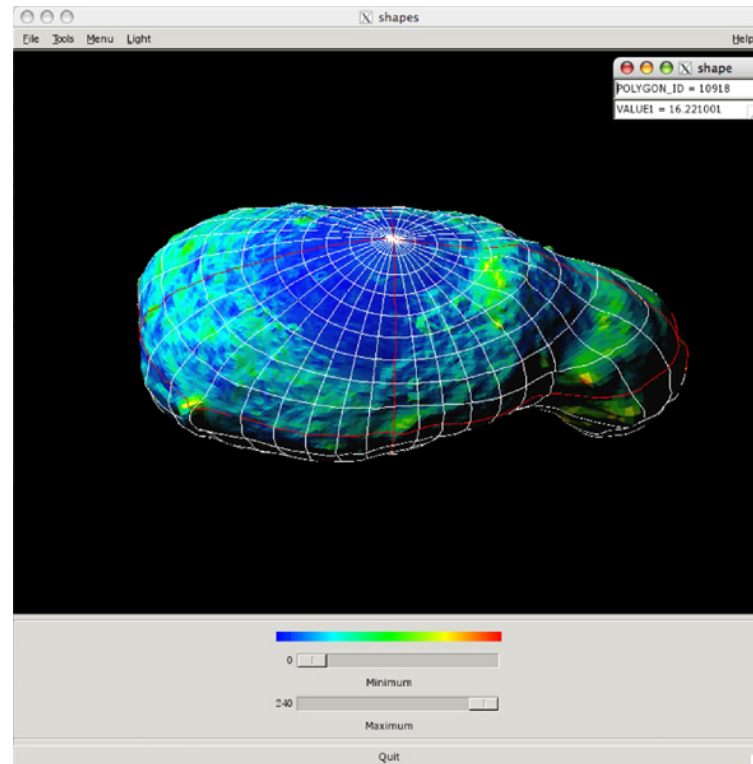 X shapes
File Tools Menu Light Help
X shape
POLYGON_ID = 10918
VALUE1 = 16.221001
0
Minimum
240
Maximum
Quit